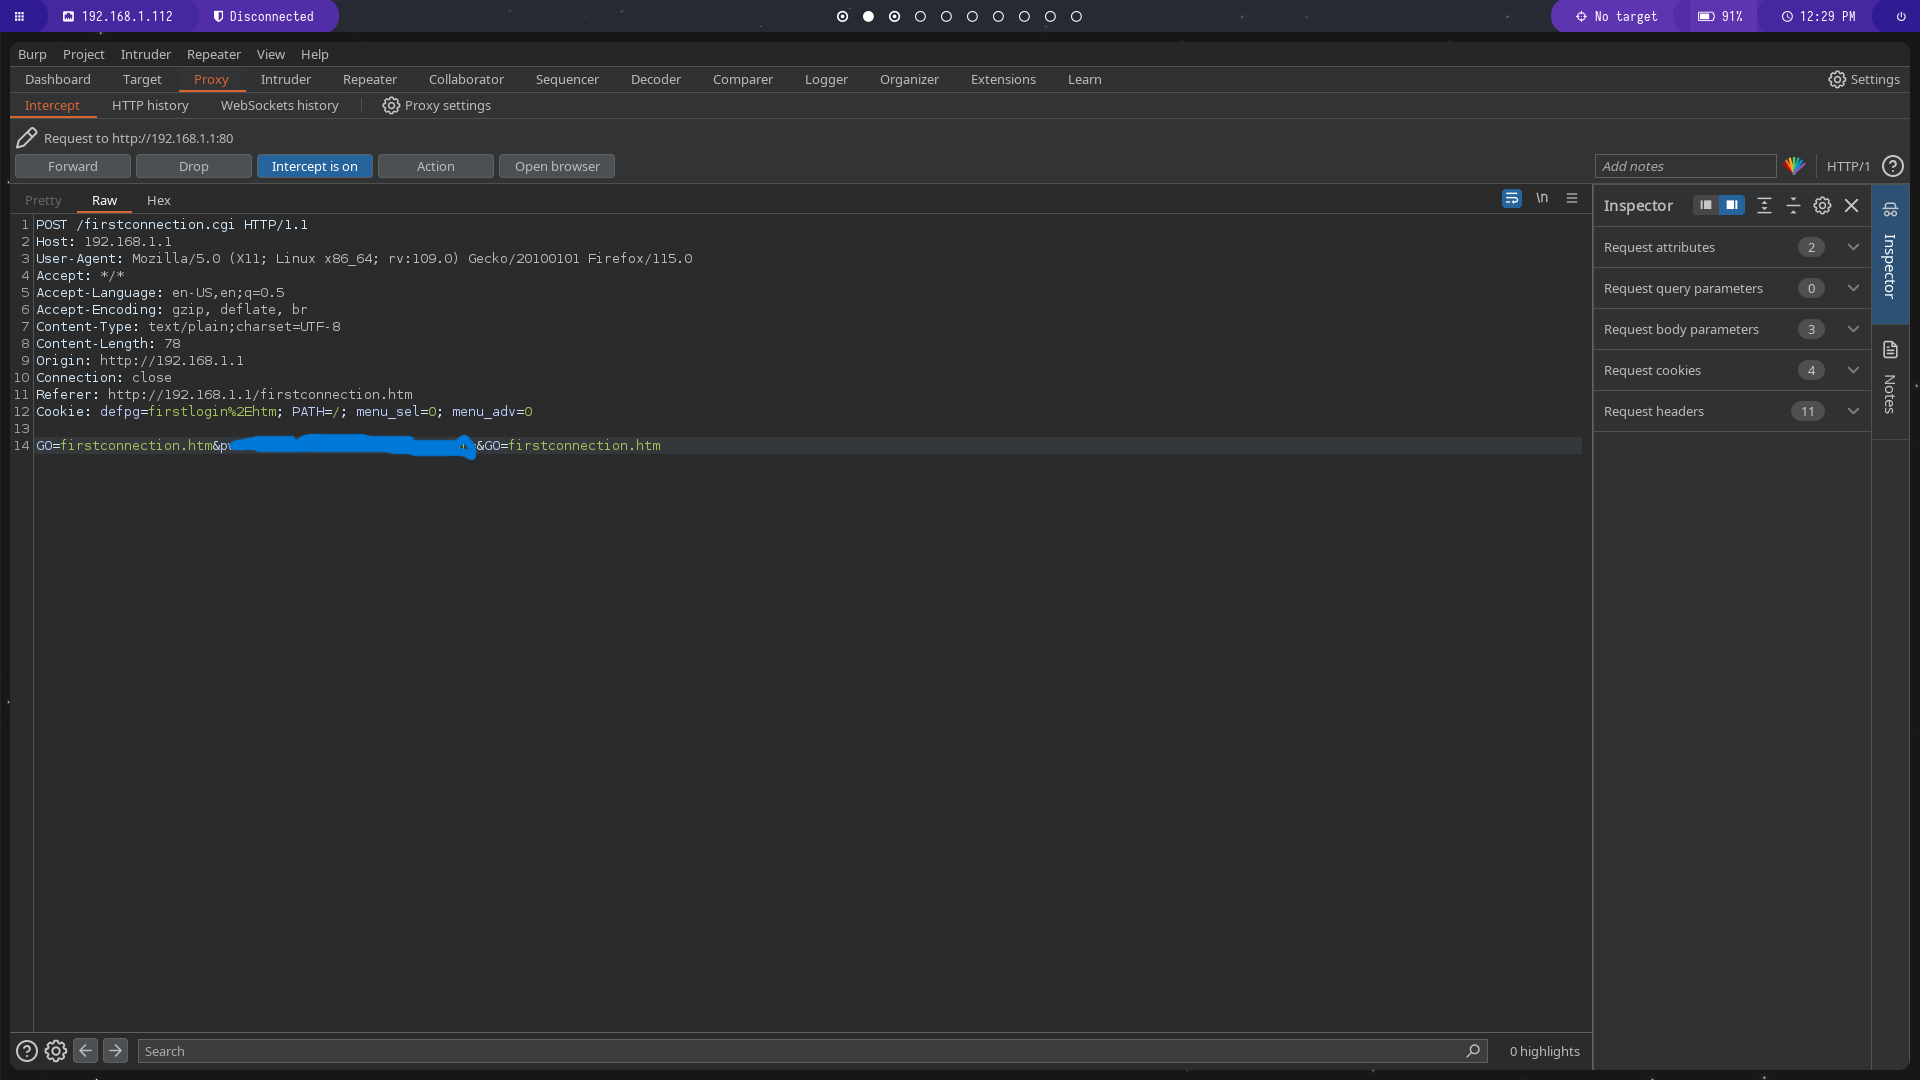 192.168.1.112 Disconnected No target 91% 12:29 PM
Burp Project Intruder Repeater View Help
Dashboard Target Proxy Intruder Repeater Collaborator Sequencer Decoder Comparer Logger Organizer Extensions Learn Settings
Intercept HTTP history WebSockets history Proxy settings
Request to http://192.168.1.1:80
Forward Drop Intercept is on Action Open browser Add notes HTTP/1 ?
Pretty Raw Hex \n
Inspector
1 POST /firstconnection.cgi HTTP/1.1
2 Host: 192.168.1.1
3 User-Agent: Mozilla/5.0 (X11; Linux x86_64; rv:109.0) Gecko/20100101 Firefox/115.0
4 Accept: */*
5 Accept-Language: en-US,en;q=0.5
6 Accept-Encoding: gzip, deflate, br
7 Content-Type: text/plain;charset=UTF-8
8 Content-Length: 78
9 Origin: http://192.168.1.1
10 Connection: close
11 Referer: http://192.168.1.1/firstconnection.htm
12 Cookie: defpg=firstlogin%2Ehtm; PATH=/; menu_sel=0; menu_adv=0
13
14 GO=firstconnection.htm& &GO=firstconnection.htm
Request attributes 2
Request query parameters 0
Request body parameters 3
Request cookies 4
Request headers 11
Inspector
Notes
? Search 0 highlights